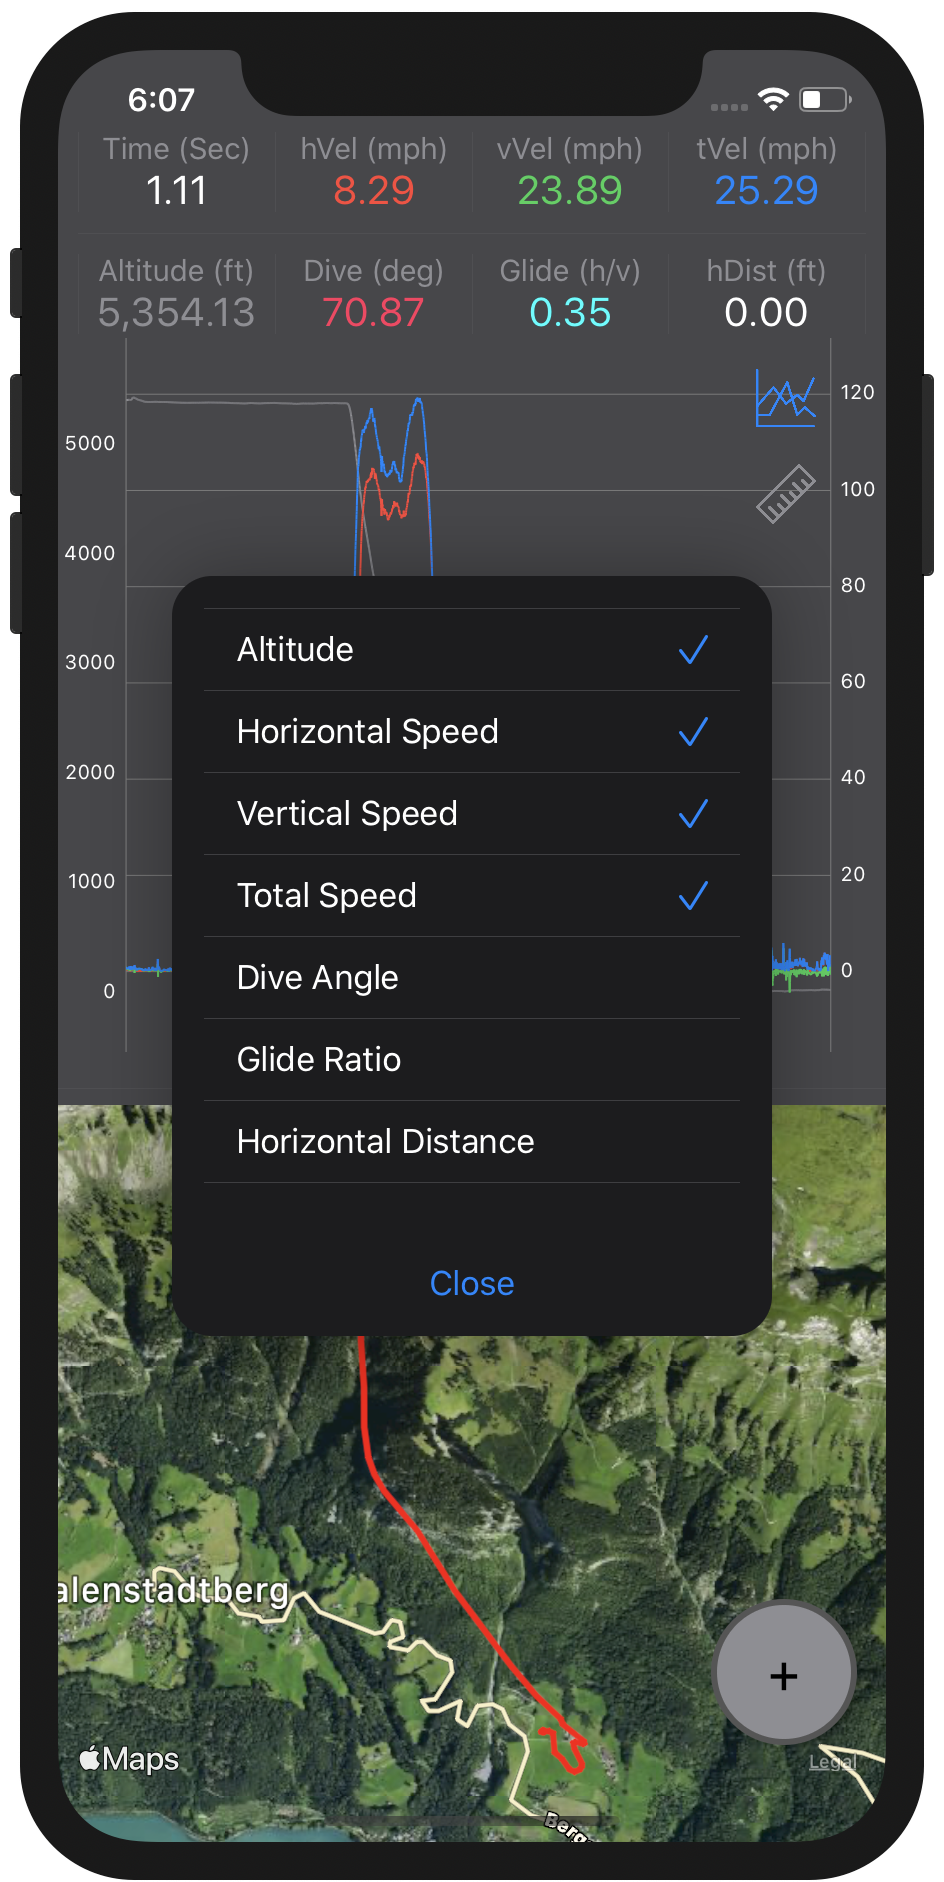 6:07
Time (Sec) hVel (mph) vVel (mph) tVel (mph)
1.11 8.29 23.89 25.29
Altitude (ft) Dive (deg) Glide (h/v) hDist (ft)
5,354.13 70.87 0.35 0.00
120
5000
100
4000
80
3000
60
2000
40
1000
20
0
0
Altitude
Horizontal Speed
Vertical Speed
Total Speed
Dive Angle
Glide Ratio
Horizontal Distance
Close
alenstadtberg
+
Maps
Legal
Berg